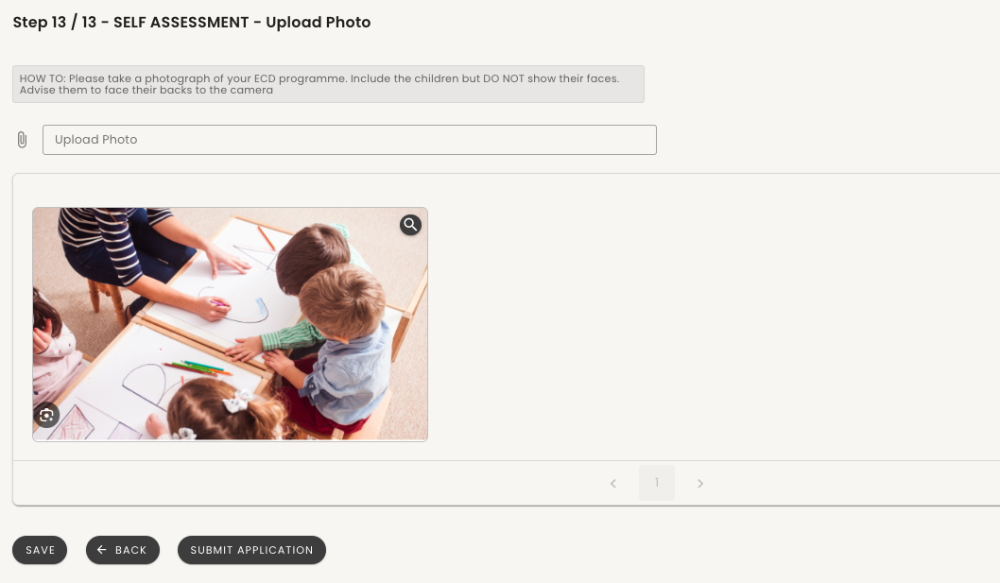 Step 13 / 13 - SELF ASSESSMENT - Upload Photo
HOW TO: Please take a photograph of your ECD programme. Include the children but DO NOT show their faces.
Advise them to face their backs to the camera
Upload Photo
1
SAVE
BACK
SUBMIT APPLICATION